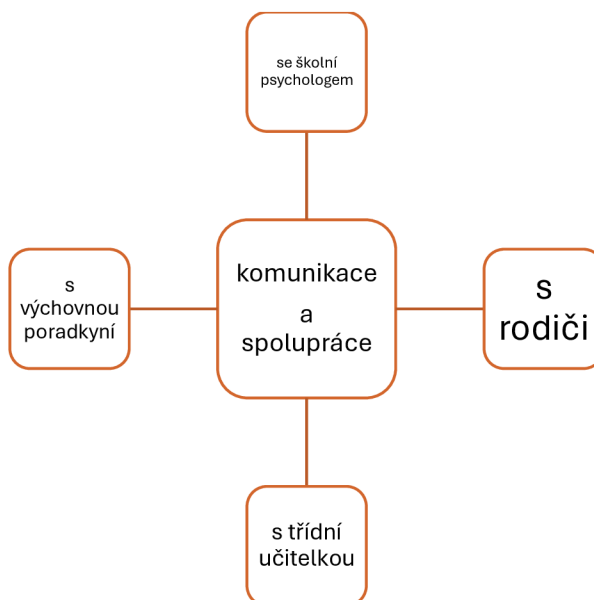 se školní
psychologem
komunikace
a
spolupráce
s
výchovnou
poradkyní
s
rodiči
s třídní
učitelkou